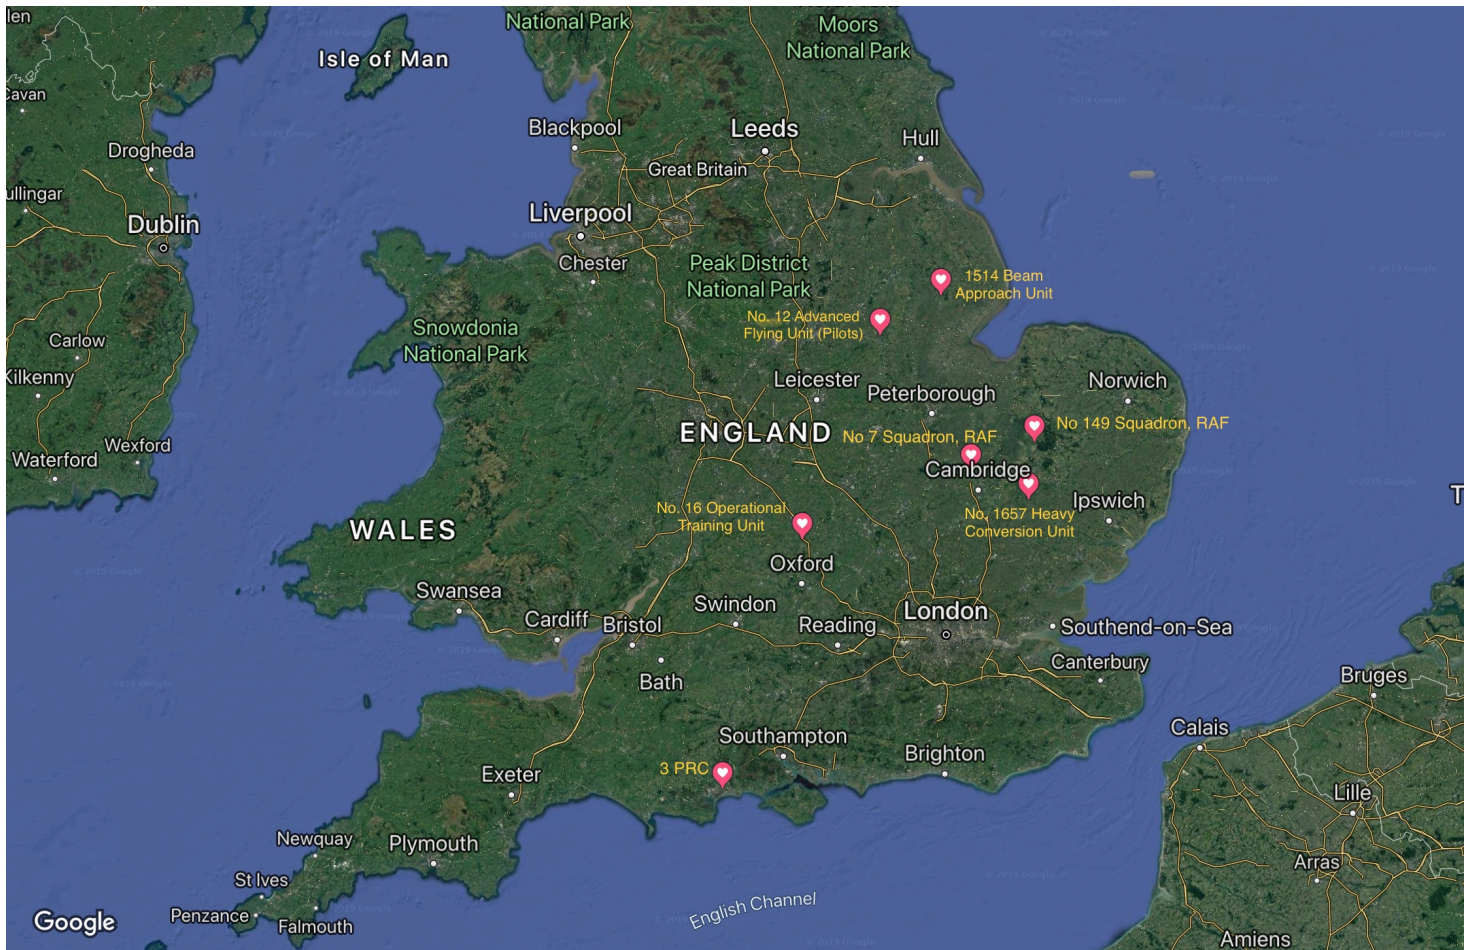 National Park
Moors
National Park
Isle of Man
Cavan
Blackpool
Leeds
Hull
Drogheda
Great Britain
Dublin
Liverpool
Chester
Peak District
National Park
1514 Beam
Approach Unit
No. 12 Advanced
Flying Unit (Pilots)
Snowdonia
National Park
Carlow
Kilkenny
Leicester
Peterborough
Norwich
ENGLAND
No 7 Squadron, RAF
No 149 Squadron, RAF
Wexford
Waterford
Cambridge
Ipswich
No. 16 Operational
Training Unit
No. 1657 Heavy
Conversion Unit
WALES
Oxford
Swansea
Cardiff
Bristol
Swindon
Reading
London
Southend-on-Sea
Bath
Canterbury
Bruges
Southampton
Brighton
Calais
3 PRC
Exeter
Lille
Newquay
Plymouth
St Ives
Penzance
Falmouth
English Channel
Arras
Amiens
Google
© 2019 Google